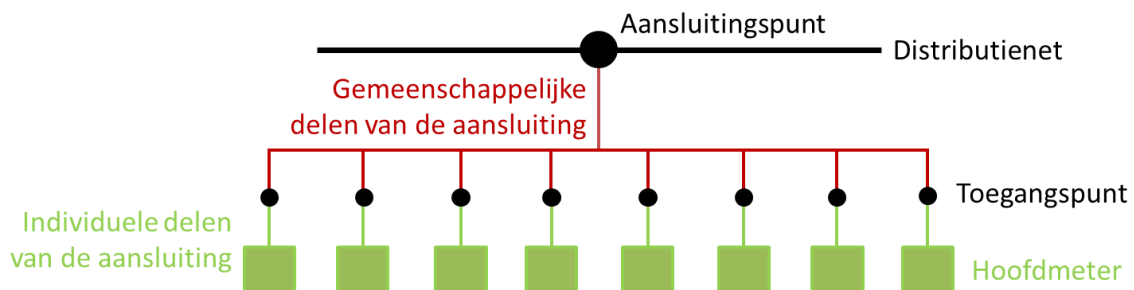 Aansluitingspunt
Distributienet
Gemeenschappelijke
delen van de aansluiting
Toegangspunt
Individuele delen
van de aansluiting
Hoofdmeter